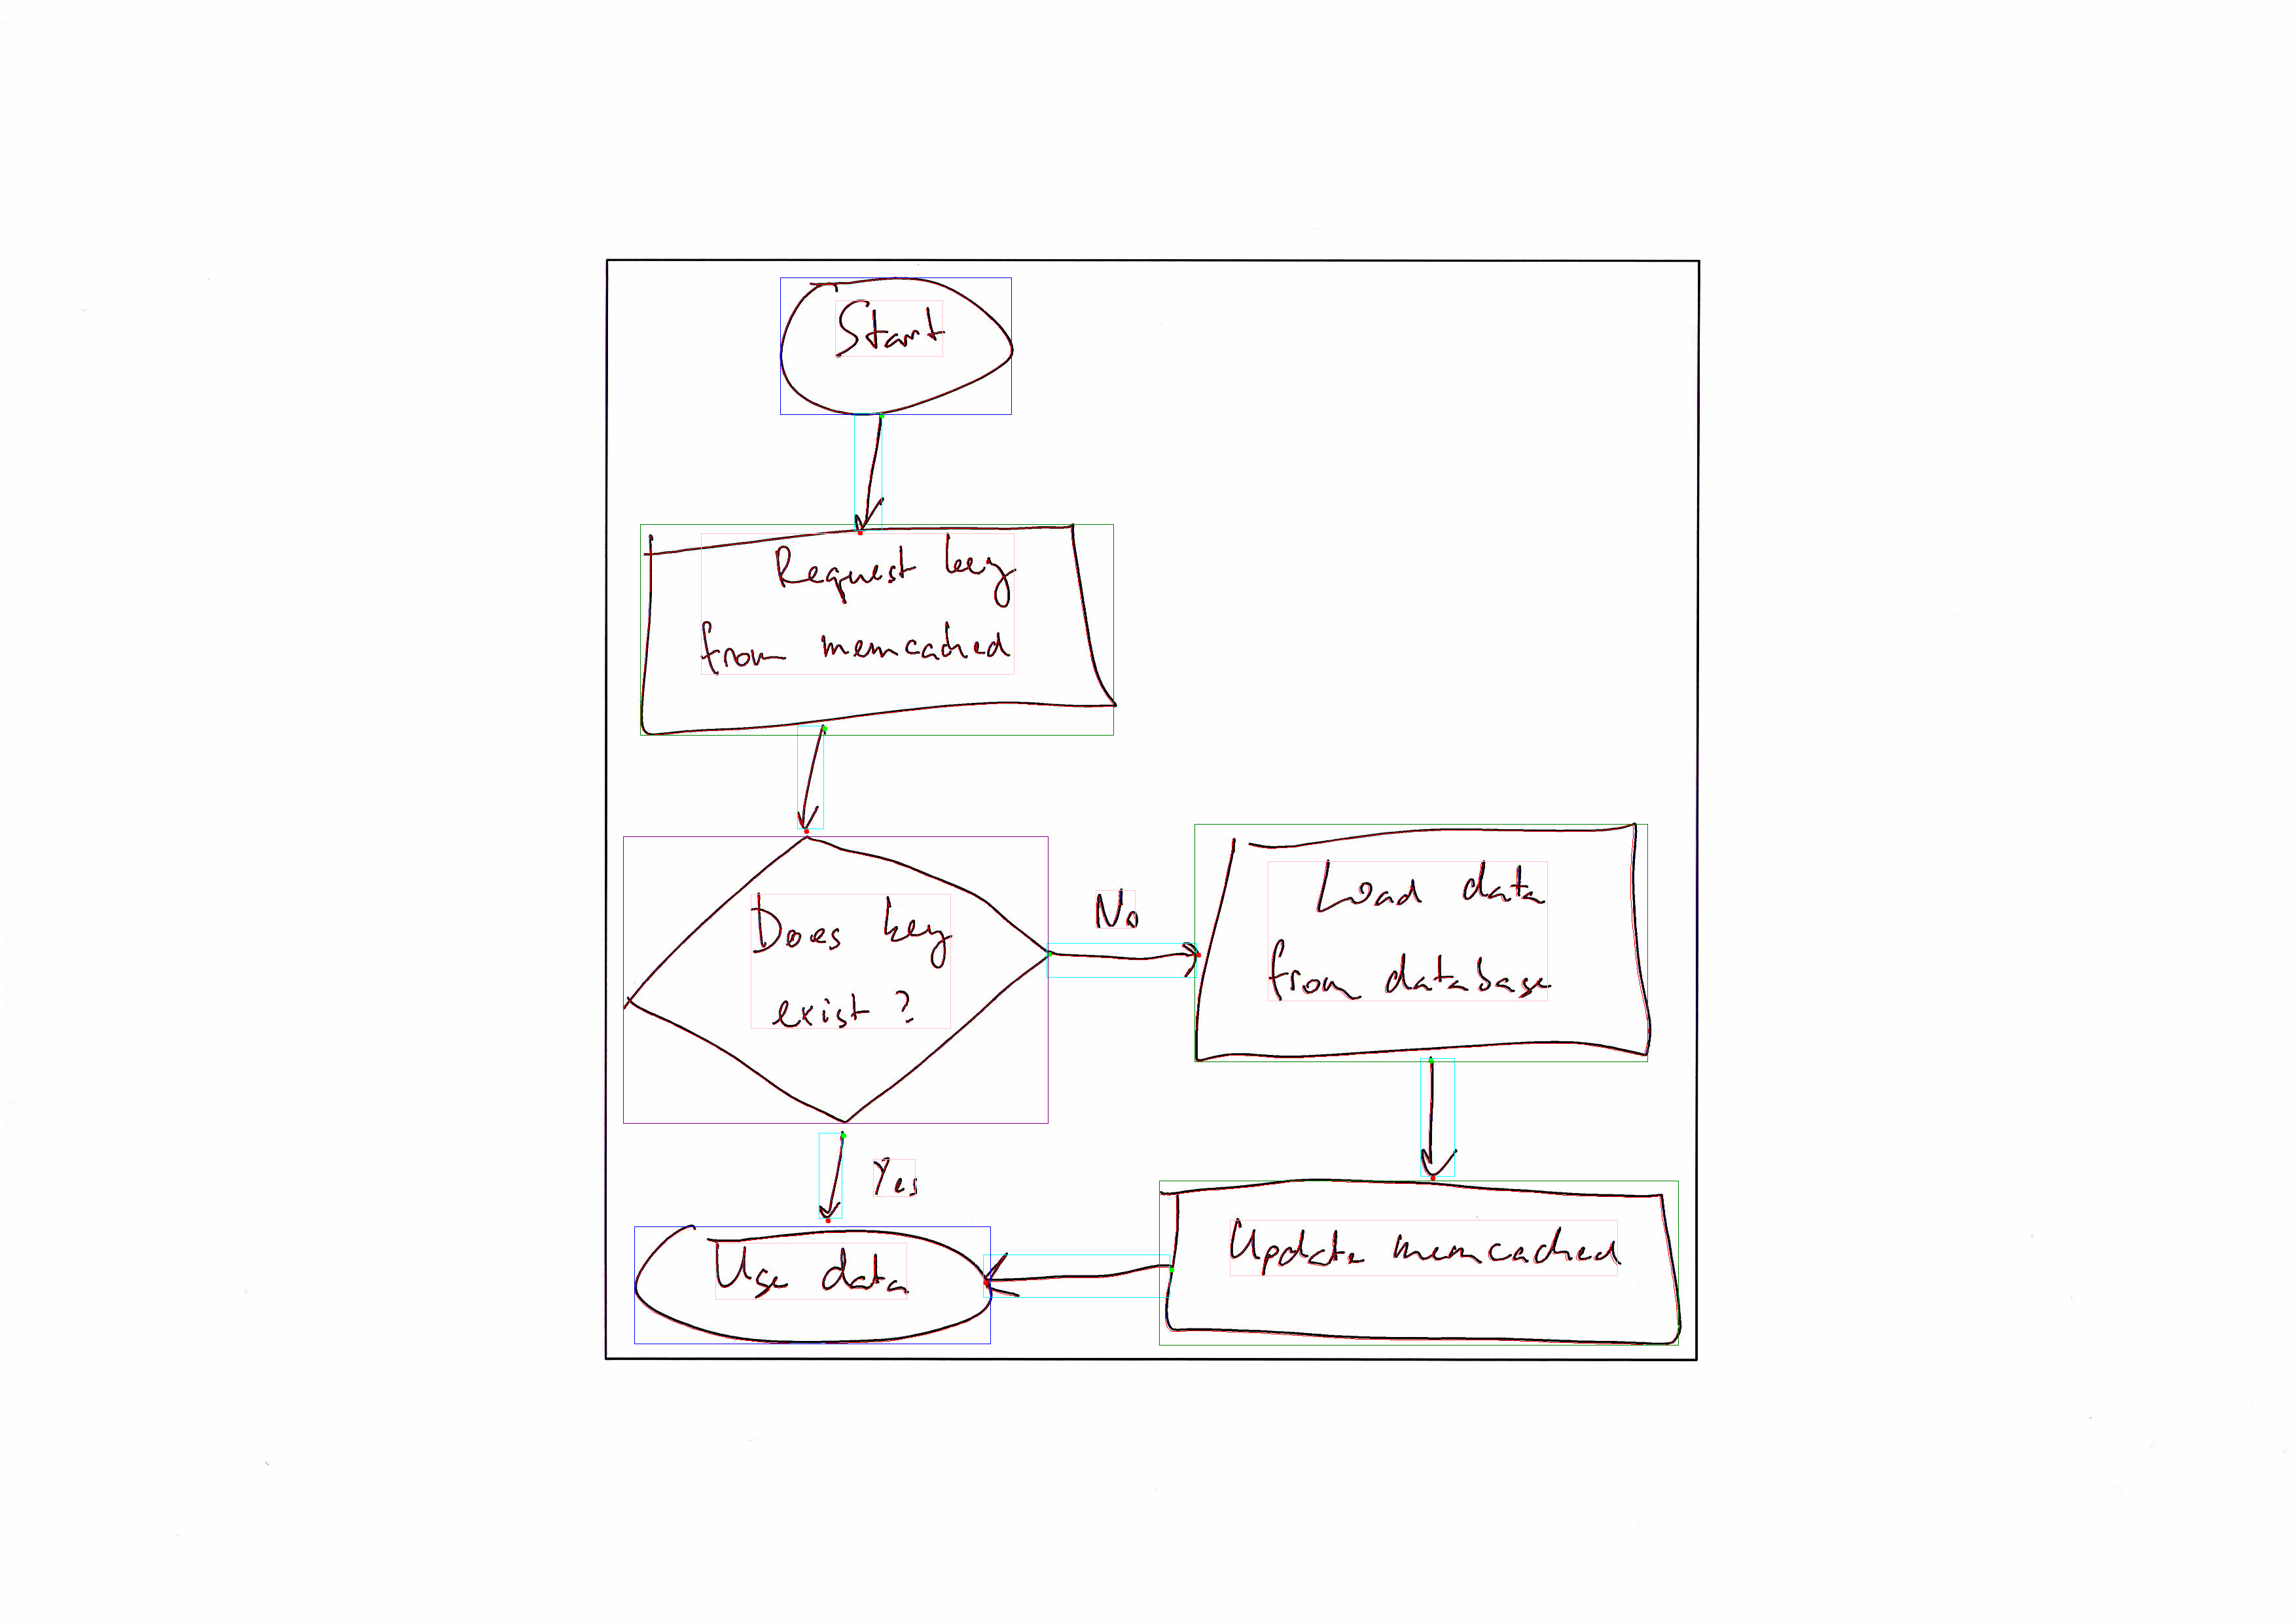 Start
Request key
from memcached
Does key
exist ?
No
Load data
from database
Yes
Use data
Update memcached